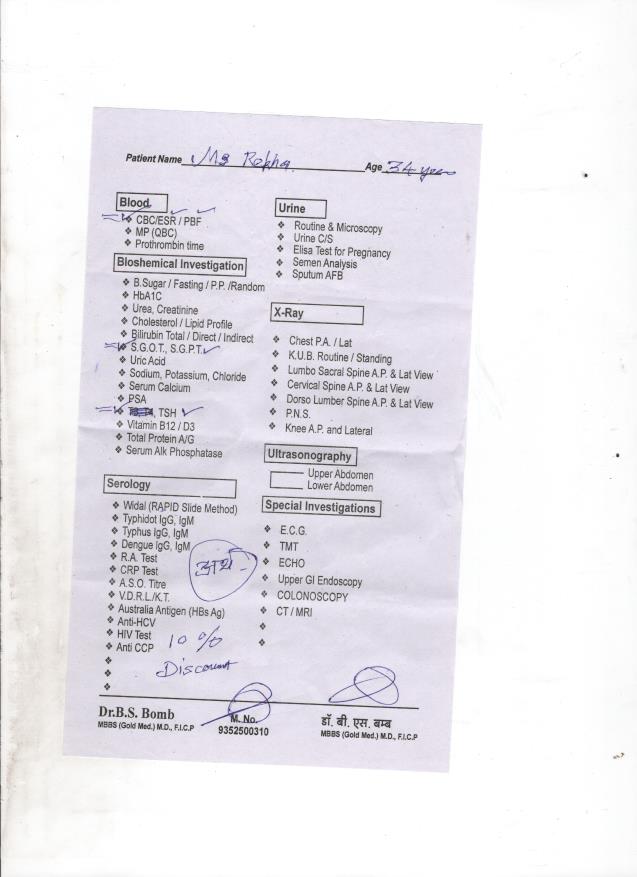 Patient Name Ms Rekha Age 34 years
Blood
❖ CBC/ESR / PBF
❖ MP (QBC)
❖ Prothrombin time
Bioshemical Investigation
❖ B.Sugar / Fasting / P.P. /Random
❖ HbA1C
❖ Urea, Creatinine
❖ Cholesterol / Lipid Profile
❖ Bilirubin Total / Direct / Indirect
❖ S.G.O.T., S.G.P.T.
❖ Uric Acid
❖ Sodium, Potassium, Chloride
❖ Serum Calcium
❖ PSA
❖ , TSH
❖ Vitamin B12 / D3
❖ Total Protein A/G
❖ Serum Alk Phosphatase
Serology
❖ Widal (RAPID Slide Method)
❖ Typhidot IgG, IgM
❖ Typhus IgG, IgM
❖ Dengue IgG, IgM
❖ R.A. Test
❖ CRP Test
❖ A.S.O. Titre
❖ V.D.R.L./K.T.
❖ Australia Antigen (HBs Ag)
❖ Anti-HCV
❖ HIV Test
❖ Anti CCP
10 %
Discount
Urine
❖ Routine & Microscopy
❖ Urine C/S
❖ Elisa Test for Pregnancy
❖ Semen Analysis
❖ Sputum AFB
X-Ray
❖ Chest P.A. / Lat
❖ K.U.B. Routine / Standing
❖ Lumbo Sacral Spine A.P. & Lat View
❖ Cervical Spine A.P. & Lat View
❖ Dorso Lumber Spine A.P. & Lat View
❖ P.N.S.
❖ Knee A.P. and Lateral
Ultrasonography
Upper Abdomen
Lower Abdomen
Special Investigations
❖ E.C.G.
❖ TMT
❖ ECHO
❖ Upper GI Endoscopy
❖ COLONOSCOPY
❖ CT / MRI
Dr.B.S. Bomb
MBBS (Gold Med.) M.D., F.I.C.P
M. No.
9352500310
डॉ. बी. एस. बम्ब
MBBS (Gold Med.) M.D., F.I.C.P